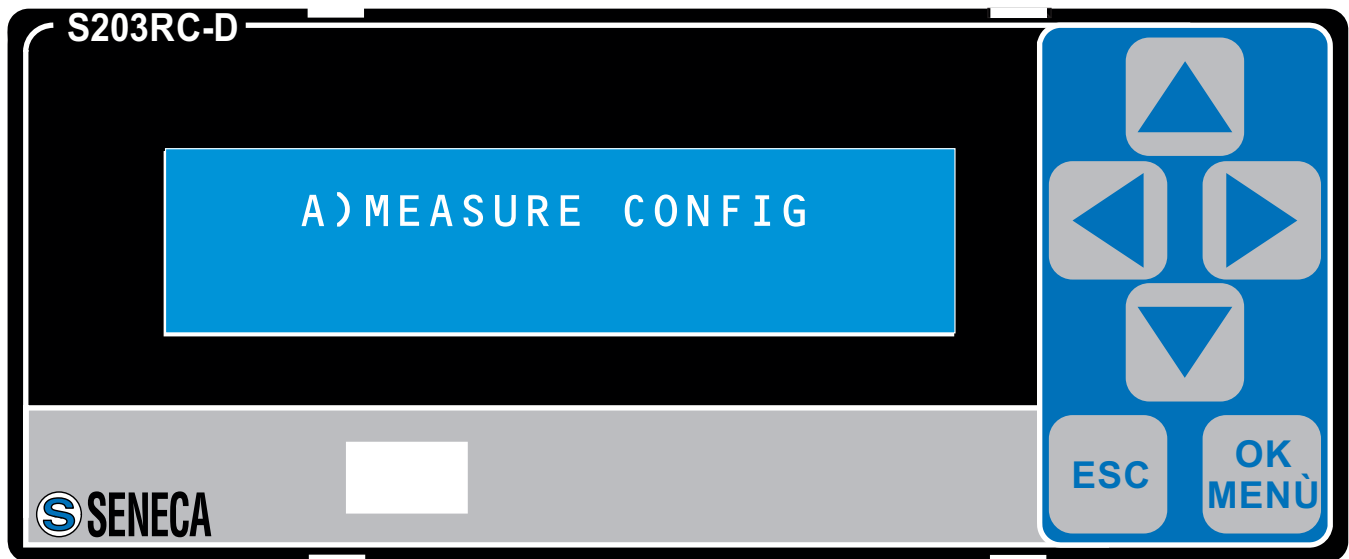 S203RC-D
A)MEASURE CONFIG
ESC
OK
MENÙ
S SENECA